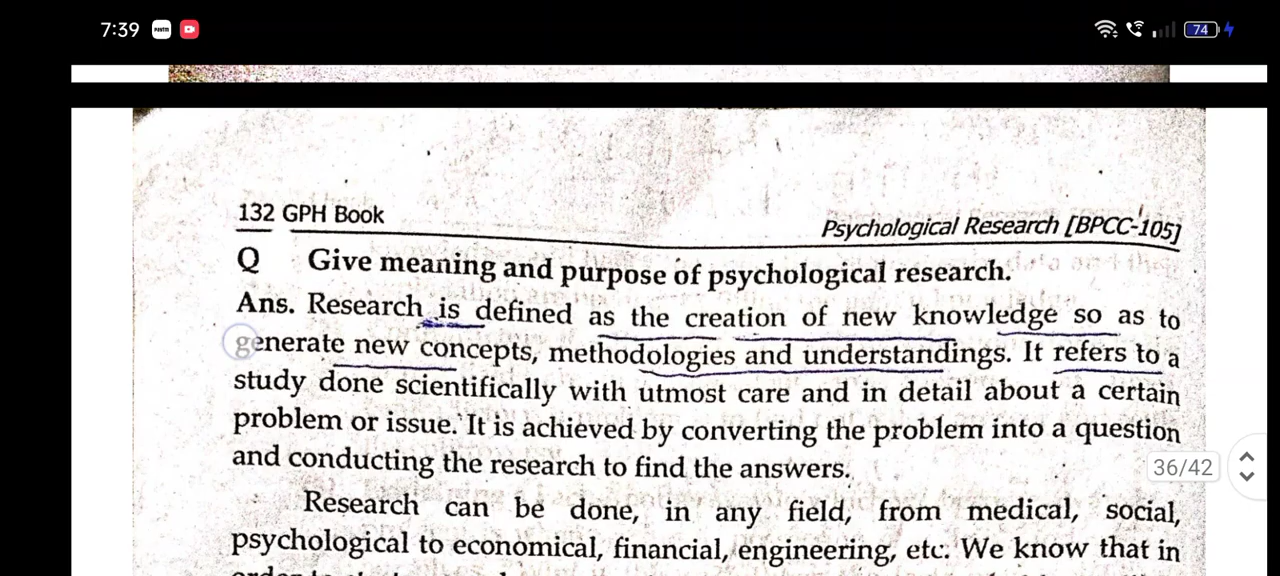 7:39 paytm 74
132 GPH Book Psychological Research [BPCC-105]
Q Give meaning and purpose of psychological research.
Ans. Research is defined as the creation of new knowledge so as to
generate new concepts, methodologies and understandings. It refers to a
study done scientifically with utmost care and in detail about a certain
problem or issue. It is achieved by converting the problem into a question
and conducting the research to find the answers.
36/42
Research can be done, in any field, from medical, social,
psychological to economical, financial, engineering, etc. We know that in